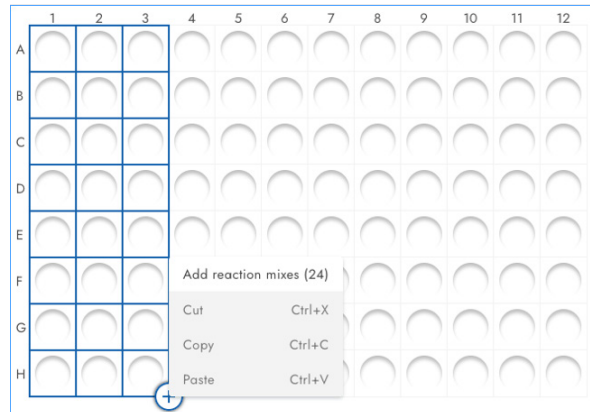 1 2 3 4 5 6 7 8 9 10 11 12
A
B
C
D
E
F
G
H
Add reaction mixes (24)
Cut Ctrl+X
Copy Ctrl+C
Paste Ctrl+V